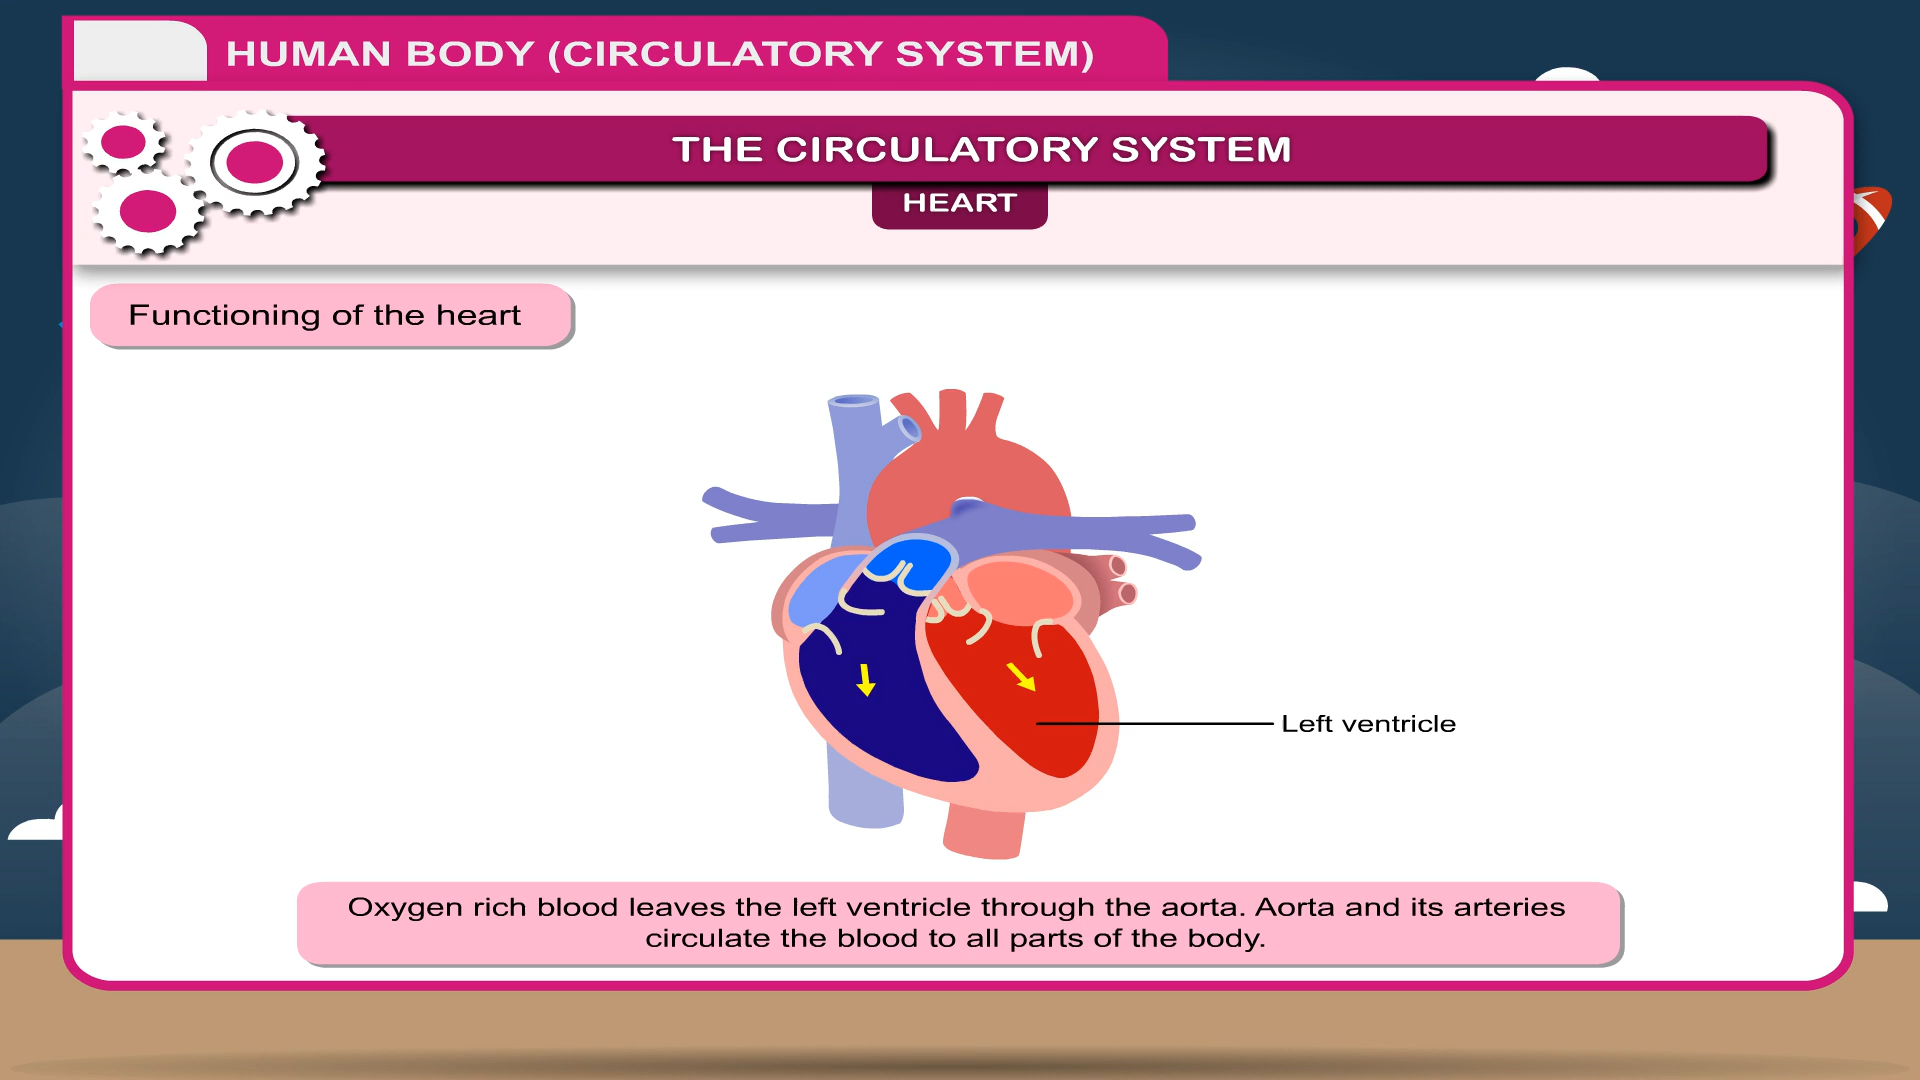 HUMAN BODY (CIRCULATORY SYSTEM)
THE CIRCULATORY SYSTEM
HEART
Functioning of the heart
Left ventricle
Oxygen rich blood leaves the left ventricle through the aorta. Aorta and its arteries
circulate the blood to all parts of the body.